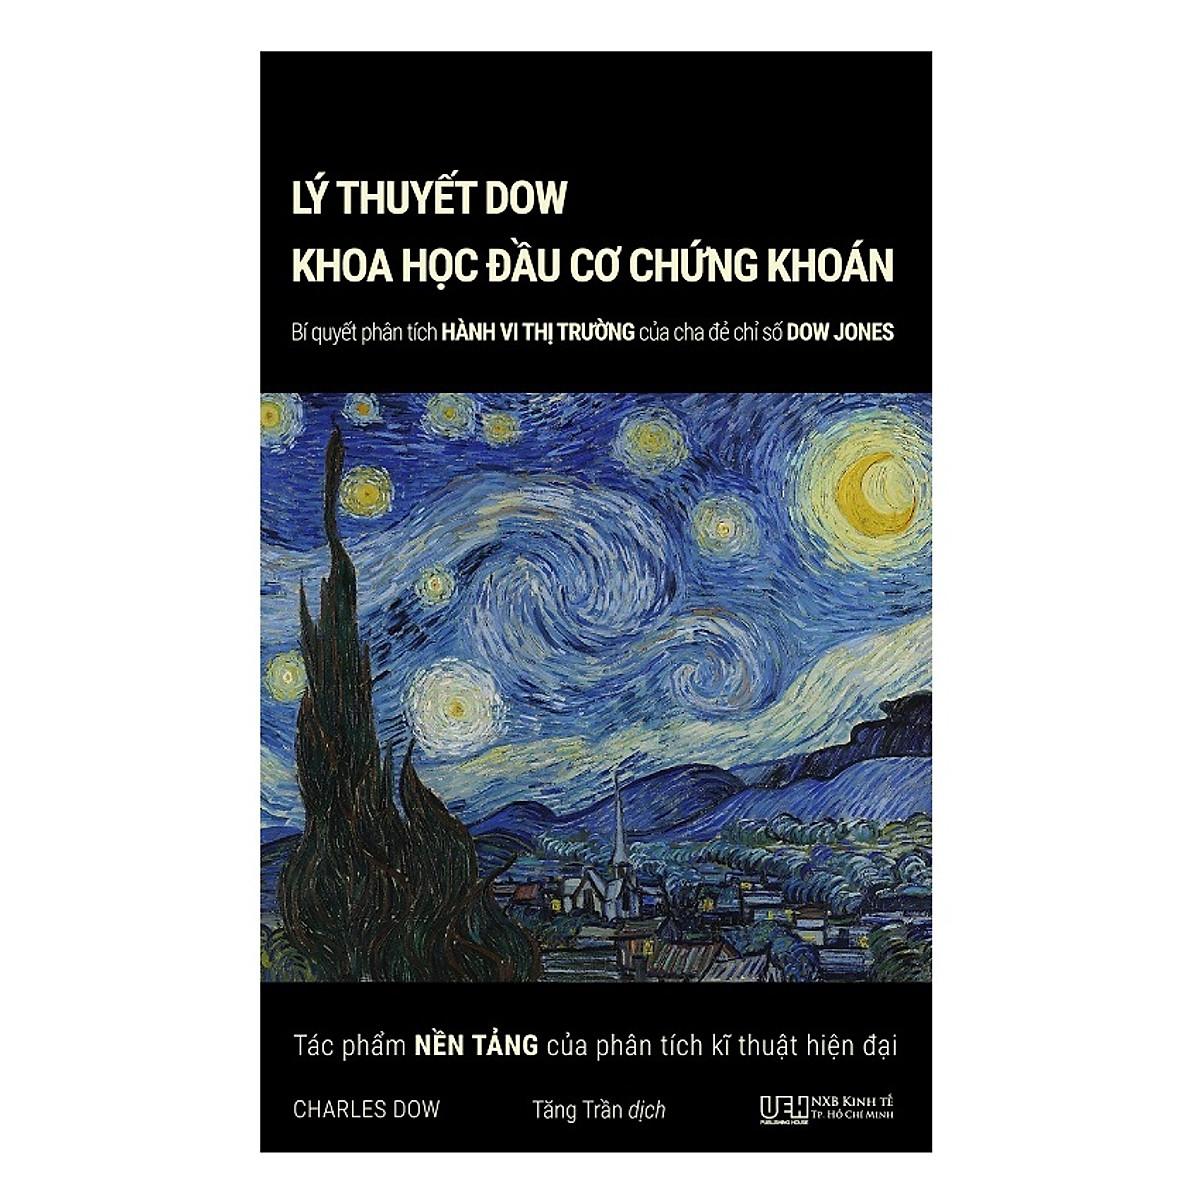 LÝ THUYẾT DOW
KHOA HỌC ĐẦU CƠ CHỨNG KHOÁN
Bí quyết phân tích HÀNH VI THỊ TRƯỜNG của cha đẻ chỉ số DOW JONES
Tác phẩm NỀN TẢNG của phân tích kĩ thuật hiện đại
CHARLES DOW
Tăng Trần dịch
UEH
PUBLISHING HOUSE
NXB KINH TẾ
TP. HỒ CHÍ MINH